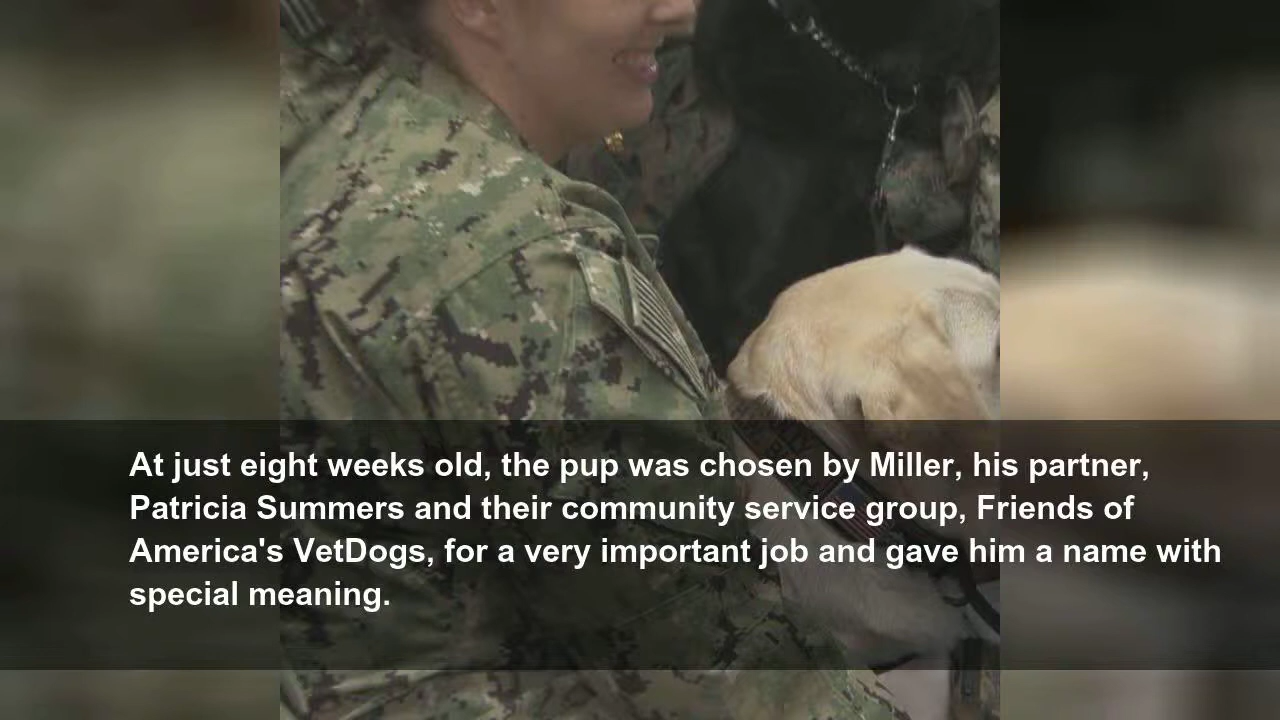 At just eight weeks old, the pup was chosen by Miller, his partner,
Patricia Summers and their community service group, Friends of
America's VetDogs, for a very important job and gave him a name with
special meaning.